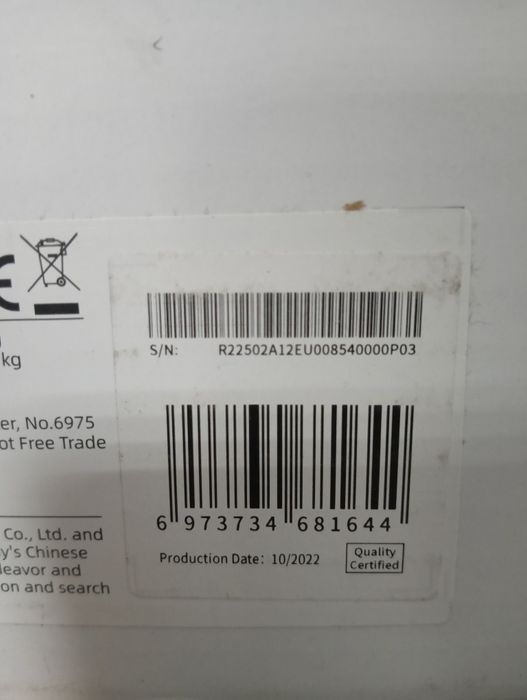 kg
er, No.6975
ot Free Trade
Co., Ltd. and
y's Chinese
leavor and
on and search
S/N: R22502A12EU008540000P03
6 973734 681644
Production Date: 10/2022
Quality
Certified